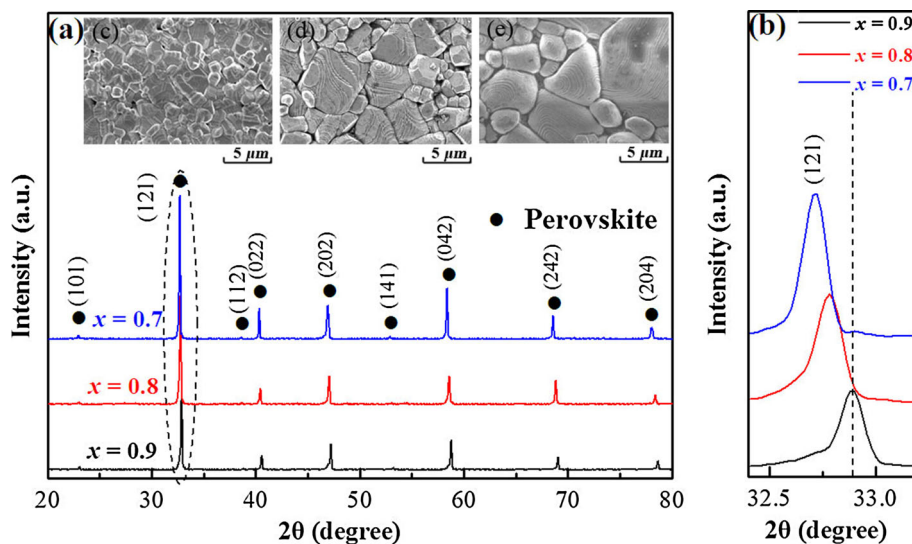 (a)
(c)
(d)
(e)
5 μm
5 μm
5 μm
Intensity (a.u.)
(101)
(121)
(112)
(022)
(202)
(141)
(042)
(242)
(204)
● Perovskite
x = 0.7
x = 0.8
x = 0.9
20 30 40 50 60 70 80
2θ (degree)
(b)
x = 0.9
x = 0.8
x = 0.7
(121)
Intensity (a.u.)
32.5 33.0
2θ (degree)